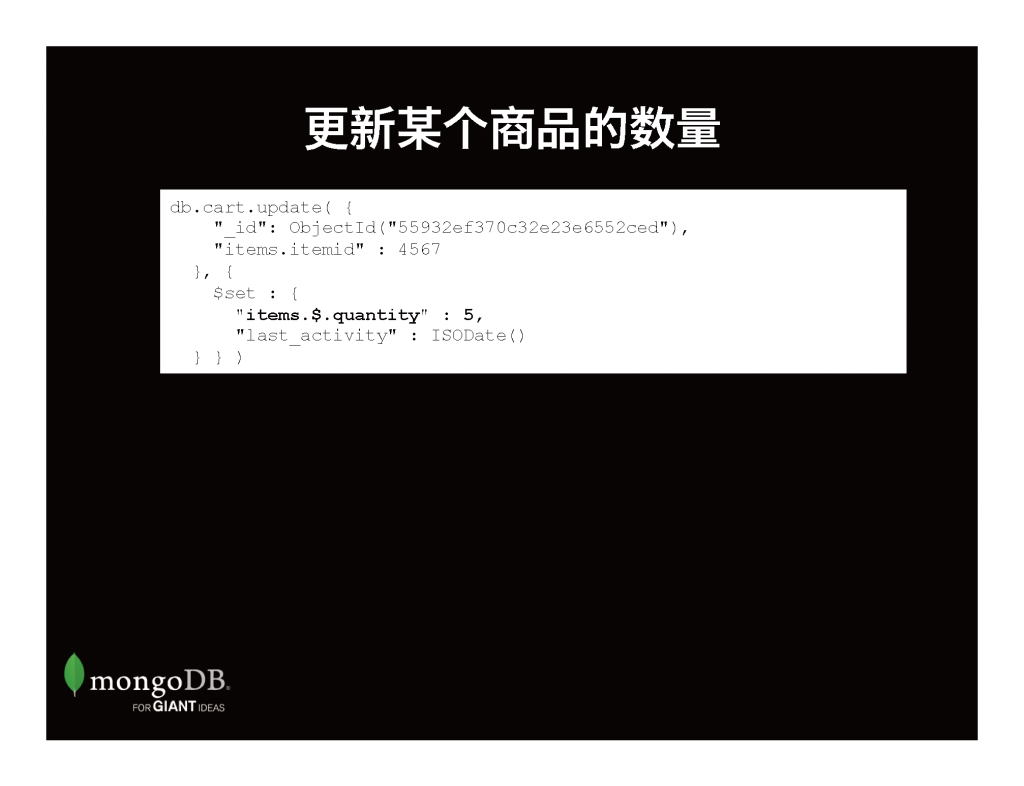 更新某个商品的数量
db.cart.update( {
    "_id": ObjectId("55932ef370c32e23e6552ced"),
    "items.itemid" : 4567
  }, {
    $set : {
      "items.$.quantity" : 5,
      "last_activity" : ISODate()
  } } )
mongoDB®
FOR GIANT IDEAS